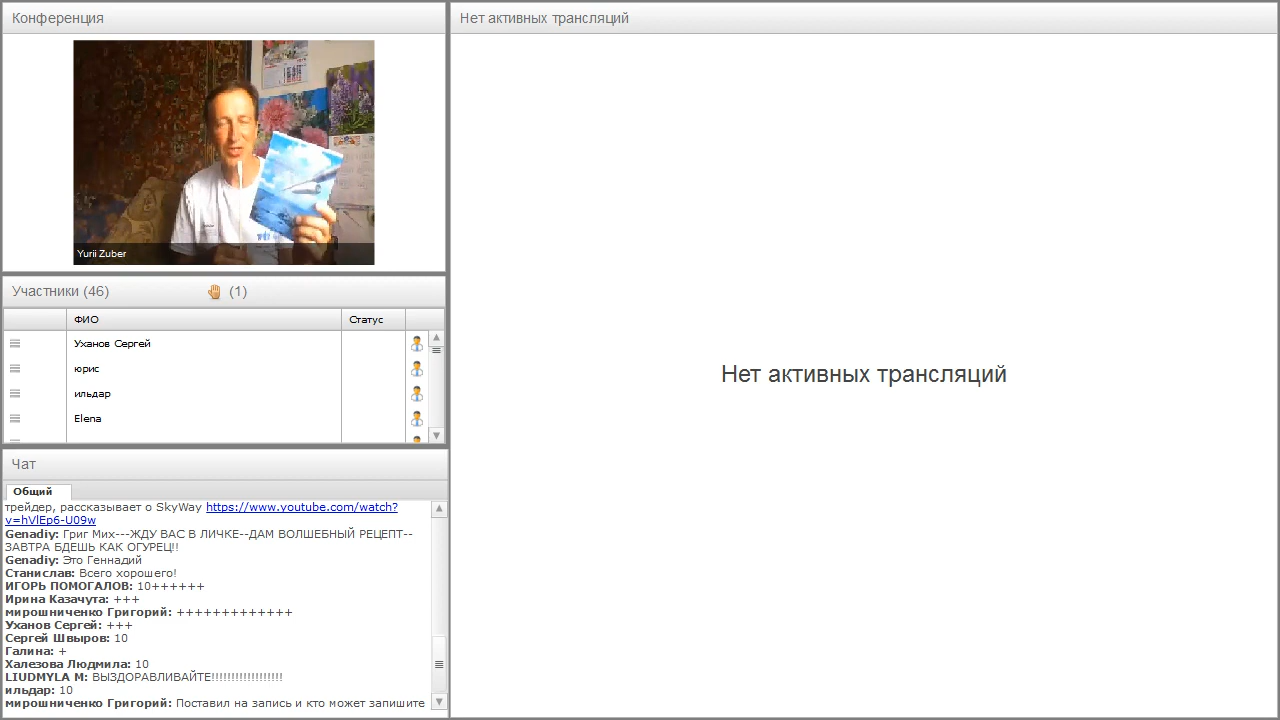 Конференция
Нет активных трансляций
Yurii Zuber
Участники (46)
(1)
ФИО
Статус
Уханов Сергей
юрис
ильдар
Elena
Нет активных трансляций
Чат
Общий
трейдер, рассказывает о SkyWay https://www.youtube.com/watch?
v=hVlEp6-U09w
Genadiy: Григ Мих---ЖДУ ВАС В ЛИЧКЕ--ДАМ ВОЛШЕБНЫЙ РЕЦЕПТ--
ЗАВТРА БДЕШЬ КАК ОГУРЕЦ!!
Genadiy: Это Геннадий
Станислав: Всего хорошего!
ИГОРЬ ПОМОГАЛОВ: 10++++++
Ирина Казачута: +++
мирошниченко Григорий: +++++++++++++
Уханов Сергей: +++
Сергей Швыров: 10
Галина: +
Халезова Людмила: 10
LIUDMYLA M: ВЫЗДОРАВЛИВАЙТЕ!!!!!!!!!!!!!!!!!!
ильдар: 10
мирошниченко Григорий: Поставил на запись и кто может запишите